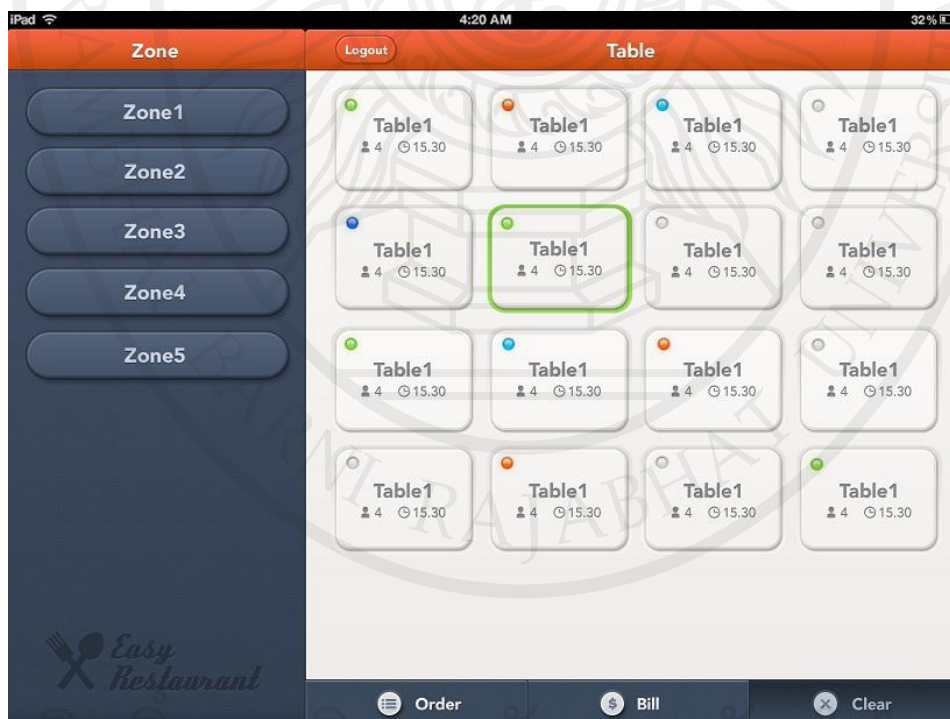 iPad 4:20 AM 32%
Zone
Logout Table
Zone1
Zone2
Zone3
Zone4
Zone5
Table1 Table1 Table1 Table1
4 15.30 4 15.30 4 15.30 4 15.30
Table1 Table1 Table1 Table1
4 15.30 4 15.30 4 15.30 4 15.30
Table1 Table1 Table1 Table1
4 15.30 4 15.30 4 15.30 4 15.30
Table1 Table1 Table1 Table1
4 15.30 4 15.30 4 15.30 4 15.30
Easy
Restaurant
Order $ Bill Clear
BARNI RAJABHAT